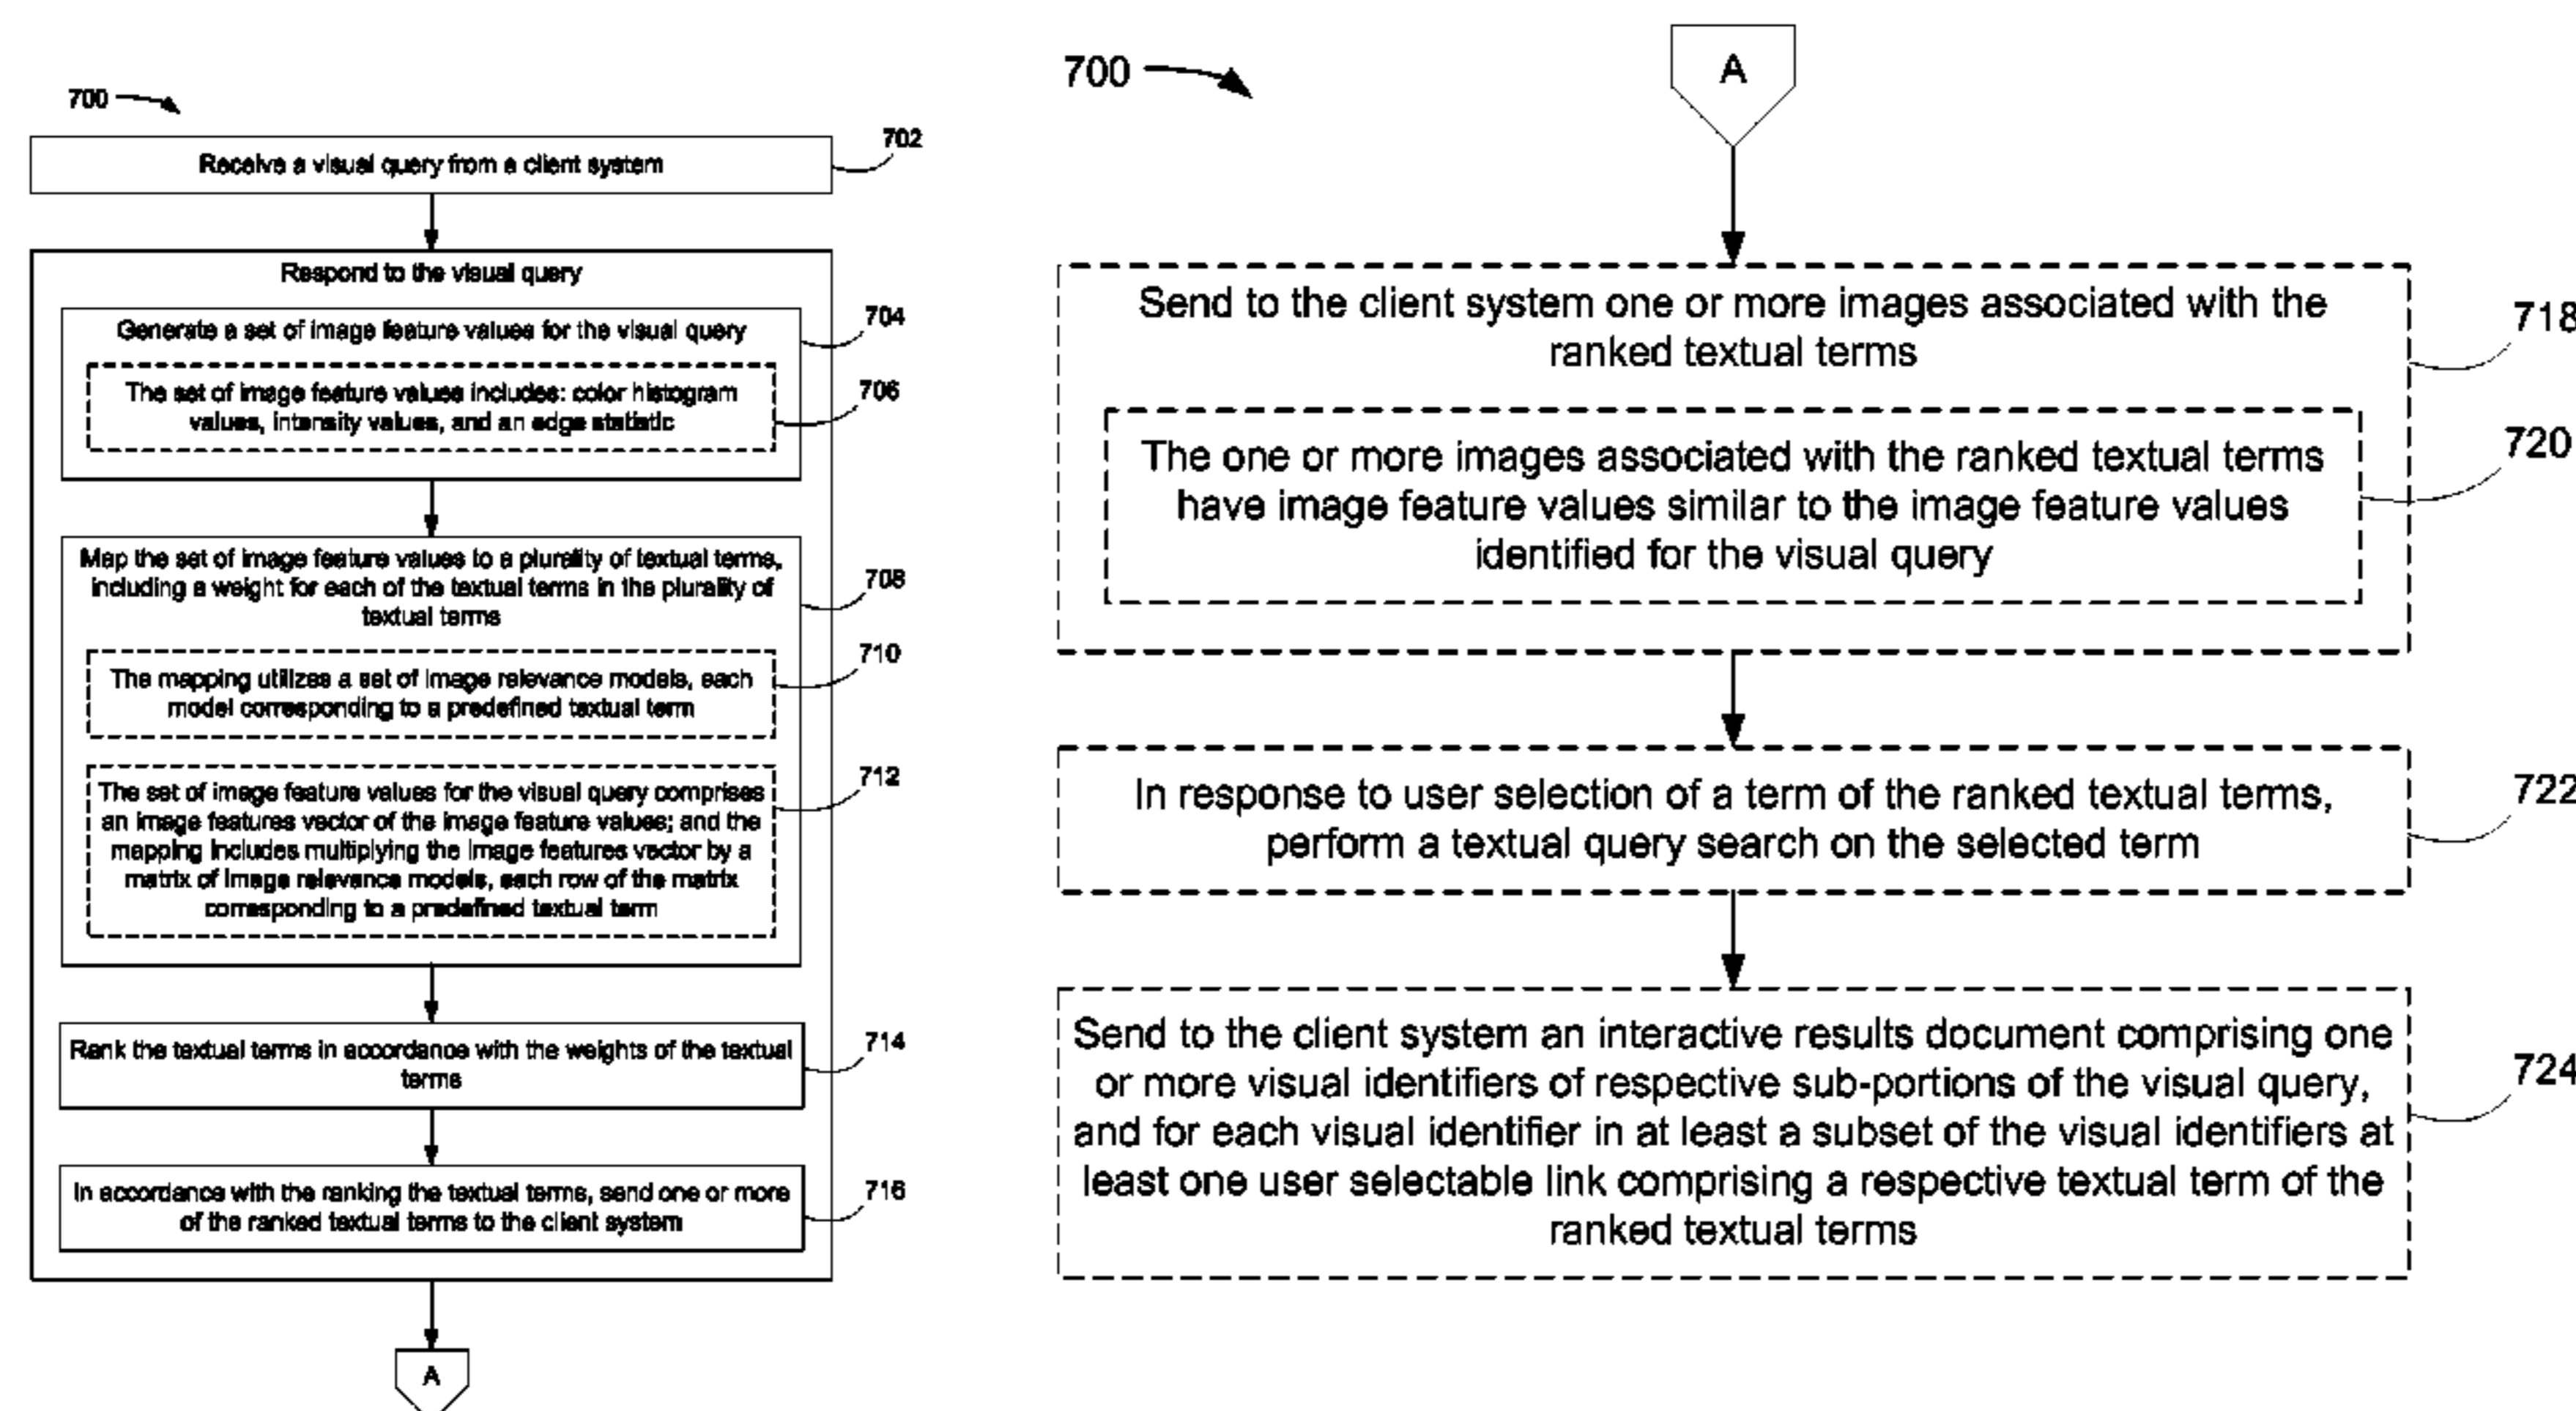 700
702
Receive a visual query from a client system
Respond to the visual query
704
Generate a set of image feature values for the visual query
706
The set of image feature values includes: color histogram
values, intensity values, and an edge statistic
708
Map the set of image feature values to a plurality of textual terms,
including a weight for each of the textual terms in the plurality of
textual terms
710
The mapping utilizes a set of image relevance models, each
model corresponding to a predefined textual term
712
The set of image feature values for the visual query comprises
an image features vector of the image feature values; and the
mapping includes multiplying the image features vector by a
matrix of image relevance models, each row of the matrix
corresponding to a predefined textual term
714
Rank the textual terms in accordance with the weights of the textual
terms
716
In accordance with the ranking the textual terms, send one or more
of the ranked textual terms to the client system
A
700
A
718
Send to the client system one or more images associated with the
ranked textual terms
720
The one or more images associated with the ranked textual terms
have image feature values similar to the image feature values
identified for the visual query
722
In response to user selection of a term of the ranked textual terms,
perform a textual query search on the selected term
724
Send to the client system an interactive results document comprising one
or more visual identifiers of respective sub-portions of the visual query,
and for each visual identifier in at least a subset of the visual identifiers at
least one user selectable link comprising a respective textual term of the
ranked textual terms